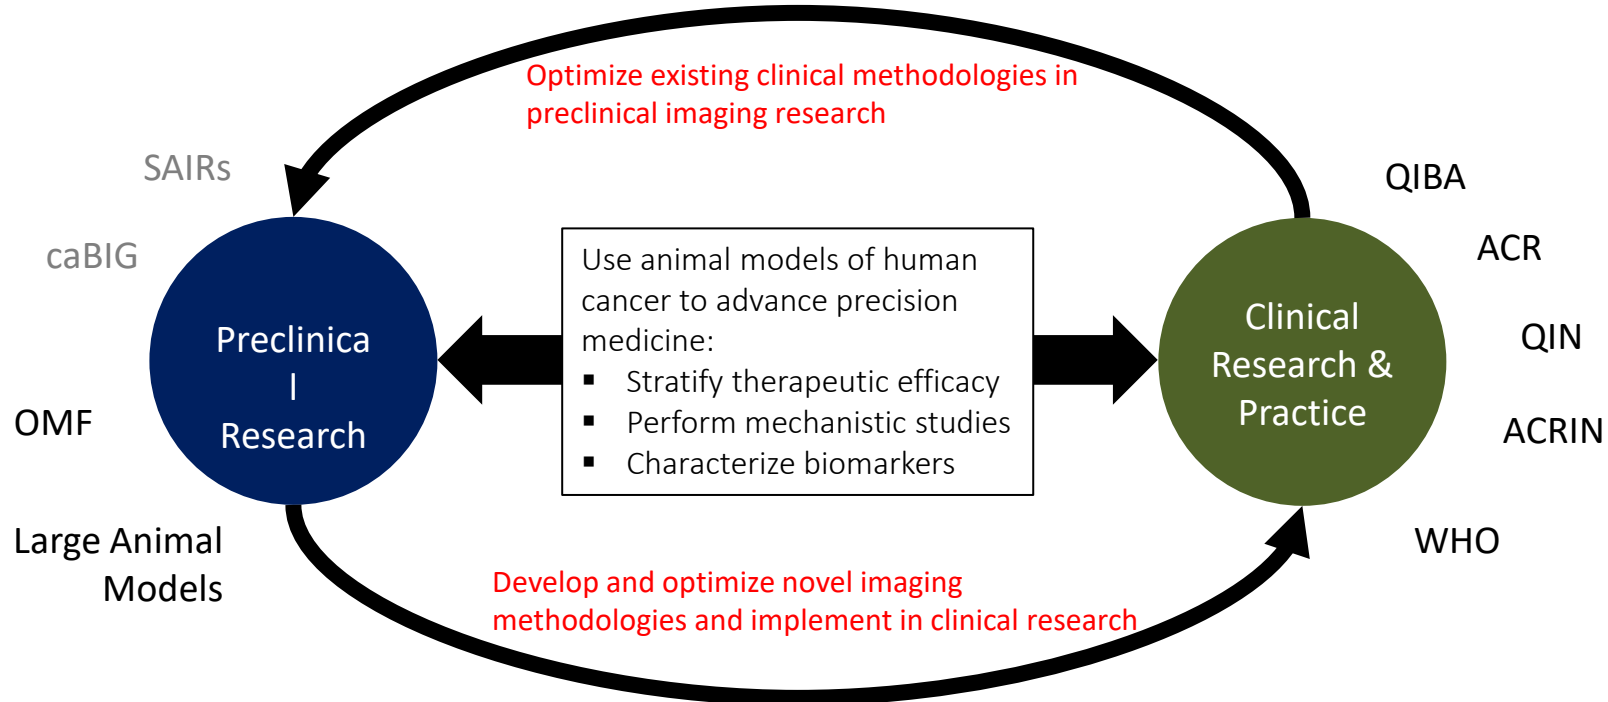 Optimize existing clinical methodologies in
preclinical imaging research
SAIRs
caBIG
OMF
Large Animal
Models
Preclinica
l
Research
Use animal models of human
cancer to advance precision
medicine:
▪ Stratify therapeutic efficacy
▪ Perform mechanistic studies
▪ Characterize biomarkers
Clinical
Research &
Practice
QIBA
ACR
QIN
ACRIN
WHO
Develop and optimize novel imaging
methodologies and implement in clinical research